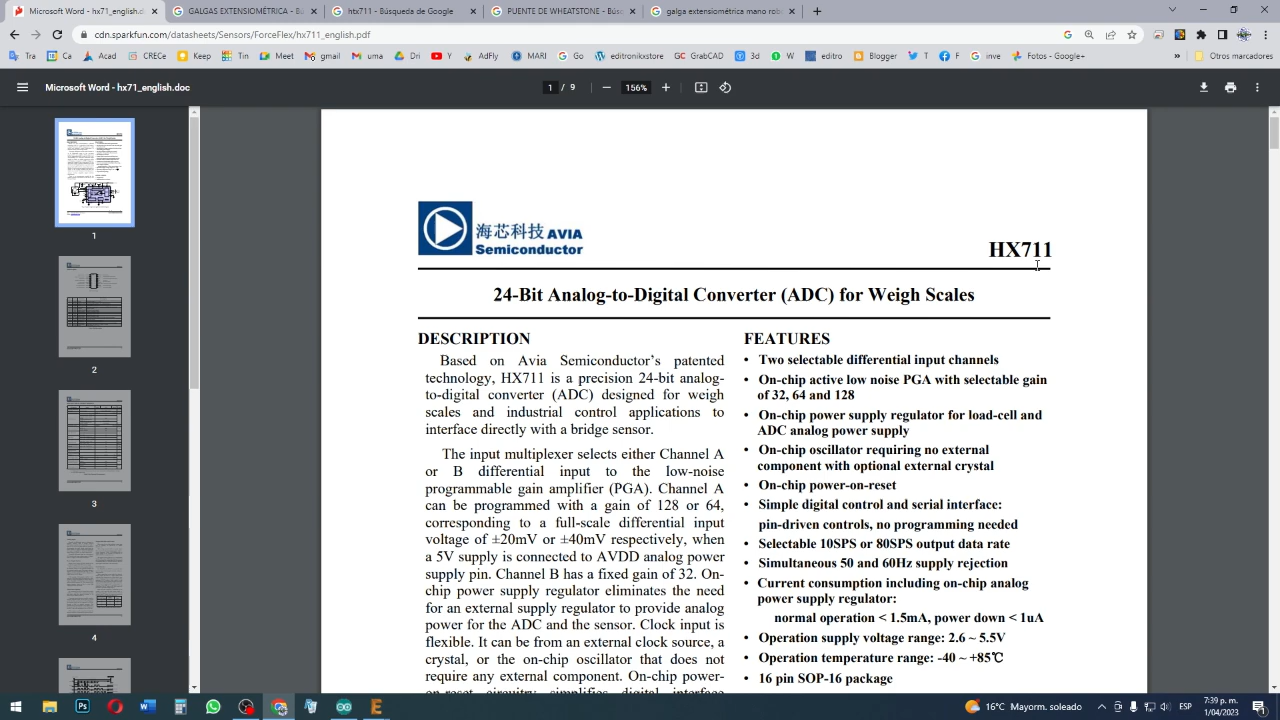 Microsoft Word - hx71_english.d
GALGAS EXTENSIOMÉTRICA - Bú
htx711 - Búsqueda de Google
PUENTE DE WHEATSTONE - Bús
galga extensiométrica mano rob
cdn.sparkfun.com/datasheets/Sensors/ForceFlex/hx711_english.pdf
Tre
Ca
Acad
CRECe
Keep
Tin
Meet
gmail
uma
Dri
Y
AdFly
MARI
Go
editronikxstore
GC GrabCAD
3d
W
editro
Blogger
T
F
inve
Fotos - Google+
»
Otros marcadores
Microsoft Word - hx71_english.doc
1 / 9
156%
1
2
3
4
海芯科技 AVIA
Semiconductor
HX711
24-Bit Analog-to-Digital Converter (ADC) for Weigh Scales
DESCRIPTION
Based on Avia Semiconductor's patented
technology, HX711 is a precision 24-bit analog-
to-digital converter (ADC) designed for weigh
scales and industrial control applications to
interface directly with a bridge sensor.
The input multiplexer selects either Channel A
or B differential input to the low-noise
programmable gain amplifier (PGA). Channel A
can be programmed with a gain of 128 or 64,
corresponding to a full-scale differential input
voltage of ±20mV or ±40mV respectively, when
a 5V supply is connected to AVDD analog power
supply pin. Channel B has a fixed gain of 32. On-
chip power supply regulator eliminates the need
for an external supply regulator to provide analog
power for the ADC and the sensor. Clock input is
flexible. It can be from an external clock source, a
crystal, or the on-chip oscillator that does not
require any external component. On-chip power-
on-reset circuitry simplifies digital interface
FEATURES
• Two selectable differential input channels
• On-chip active low noise PGA with selectable gain
of 32, 64 and 128
• On-chip power supply regulator for load-cell and
ADC analog power supply
• On-chip oscillator requiring no external
component with optional external crystal
• On-chip power-on-reset
• Simple digital control and serial interface:
pin-driven controls, no programming needed
• Selectable 10SPS or 80SPS output data rate
• Simultaneous 50 and 60Hz supply rejection
• Current consumption including on-chip analog
power supply regulator:
normal operation < 1.5mA, power down < 1uA
• Operation supply voltage range: 2.6 ~ 5.5V
• Operation temperature range: -40 ~ +85℃
• 16 pin SOP-16 package
16°C Mayorm. soleado
ESP
7:39 p. m.
1/04/2023